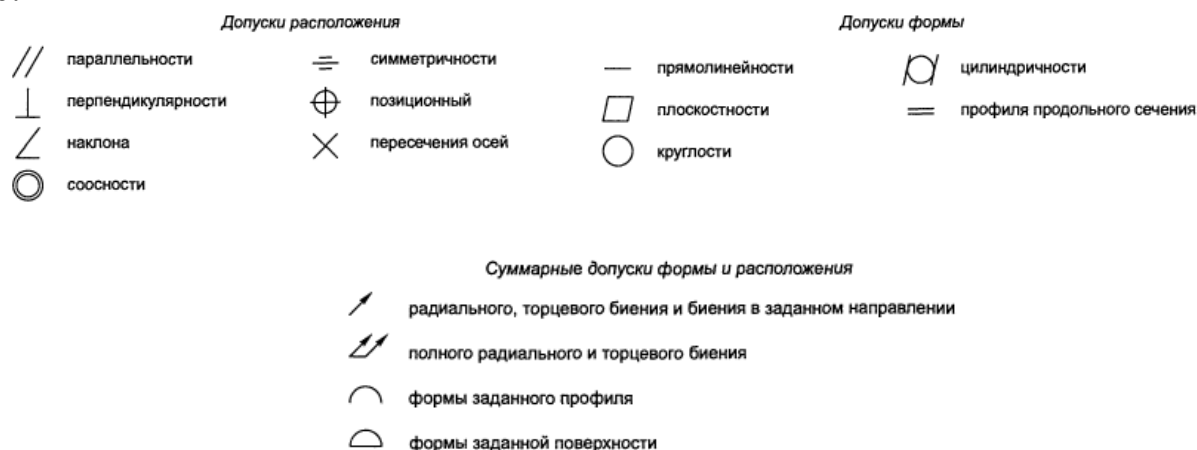 Допуски расположения
параллельности
перпендикулярности
наклона
соосности
симметричности
позиционный
пересечения осей
Допуски формы
прямолинейности
плоскостности
круглости
цилиндричности
профиля продольного сечения
Суммарные допуски формы и расположения
радиального, торцевого биения и биения в заданном направлении
полного радиального и торцевого биения
формы заданного профиля
формы заданной поверхности